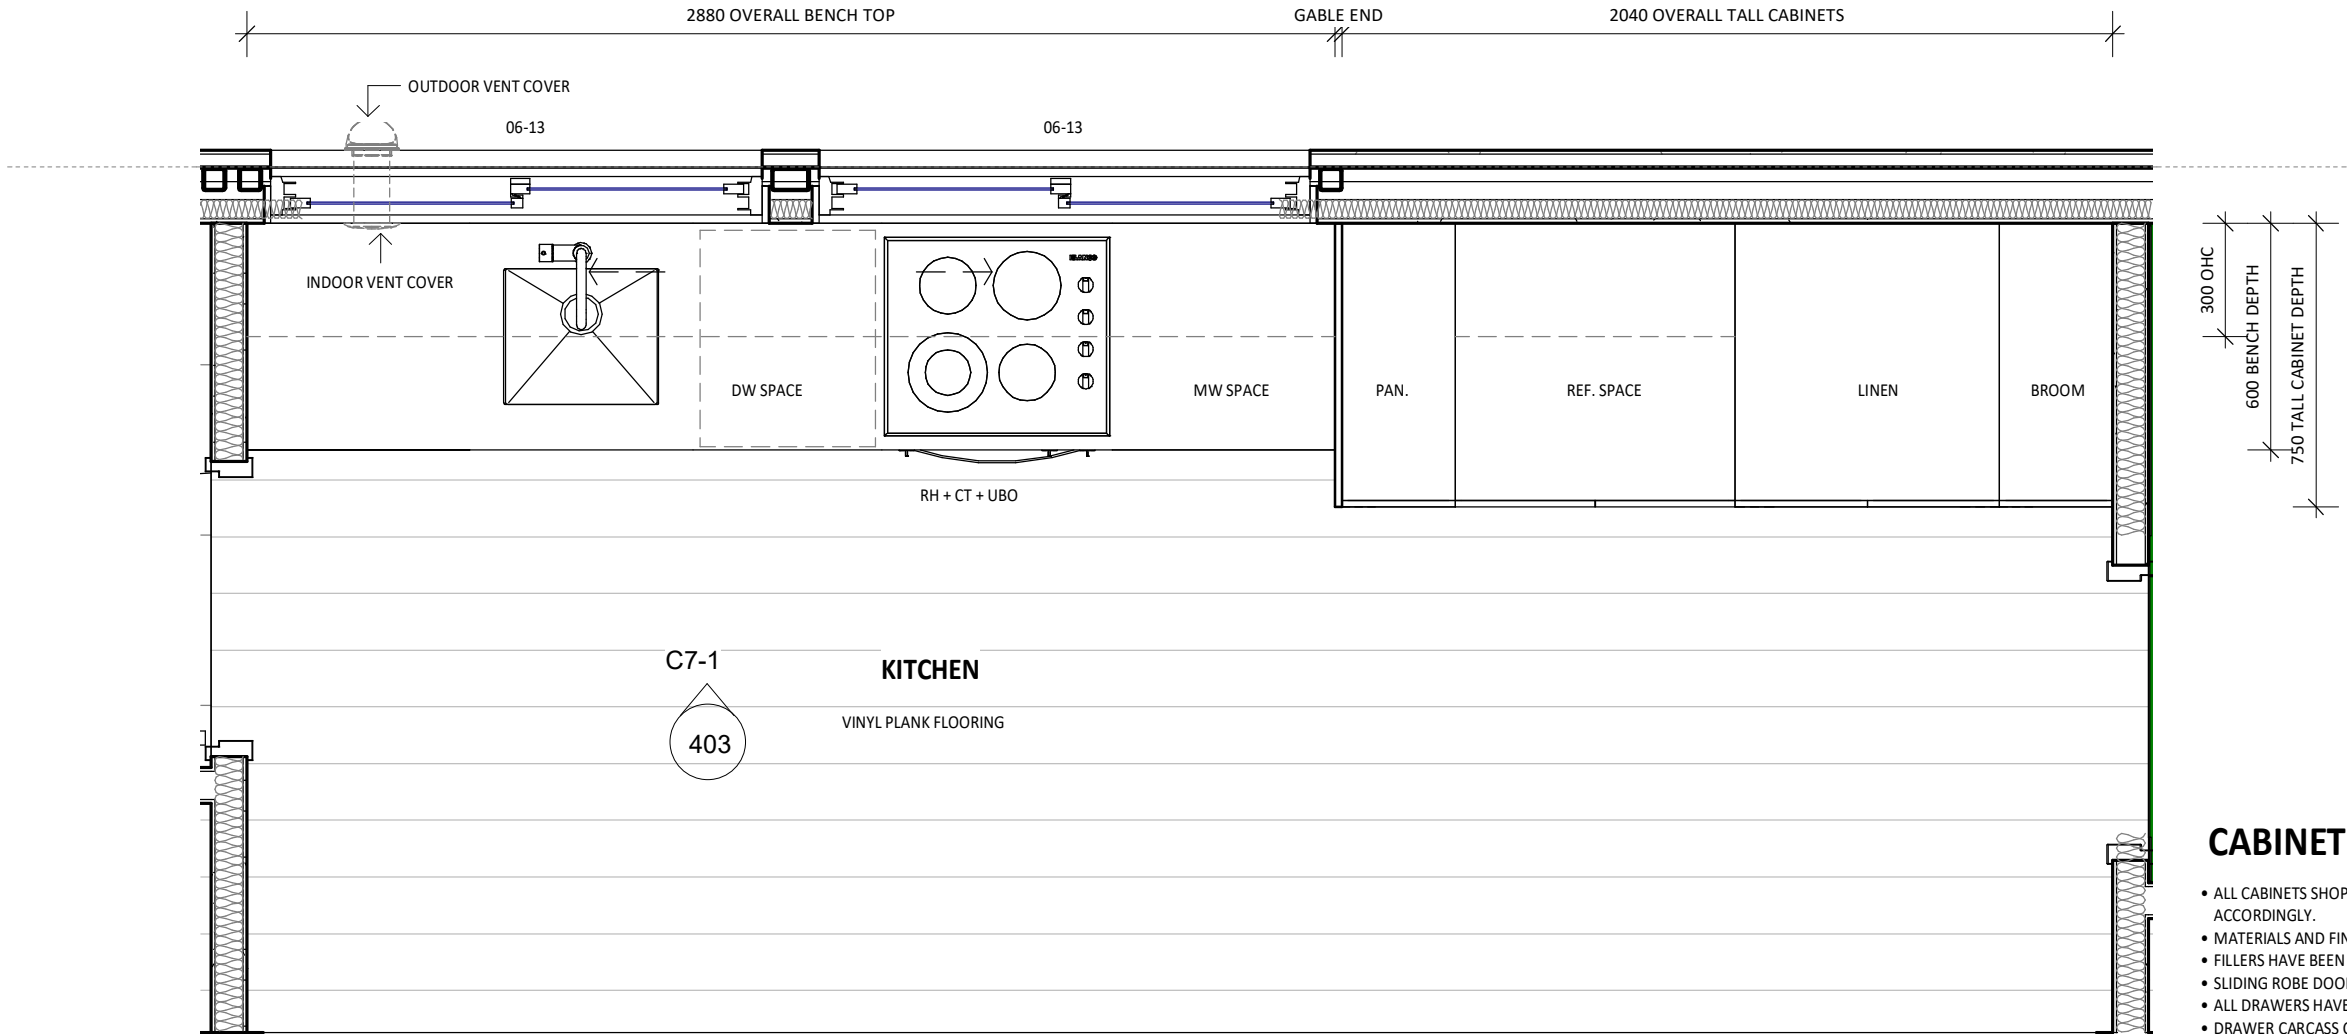 2880 OVERALL BENCH TOP
GABLE END
2040 OVERALL TALL CABINETS
OUTDOOR VENT COVER
06-13
06-13
INDOOR VENT COVER
BLANCO
300 OHC
600 BENCH DEPTH
750 TALL CABINET DEPTH
DW SPACE
MW SPACE
PAN.
REF. SPACE
LINEN
BROOM
RH + CT + UBO
C7-1
KITCHEN
VINYL PLANK FLOORING
403
CABINET
• ALL CABINETS SHOP
ACCORDINGLY.
• MATERIALS AND FIN
• FILLERS HAVE BEEN
• SLIDING ROBE DOO
• ALL DRAWERS HAVE
• DRAWER CARCASS